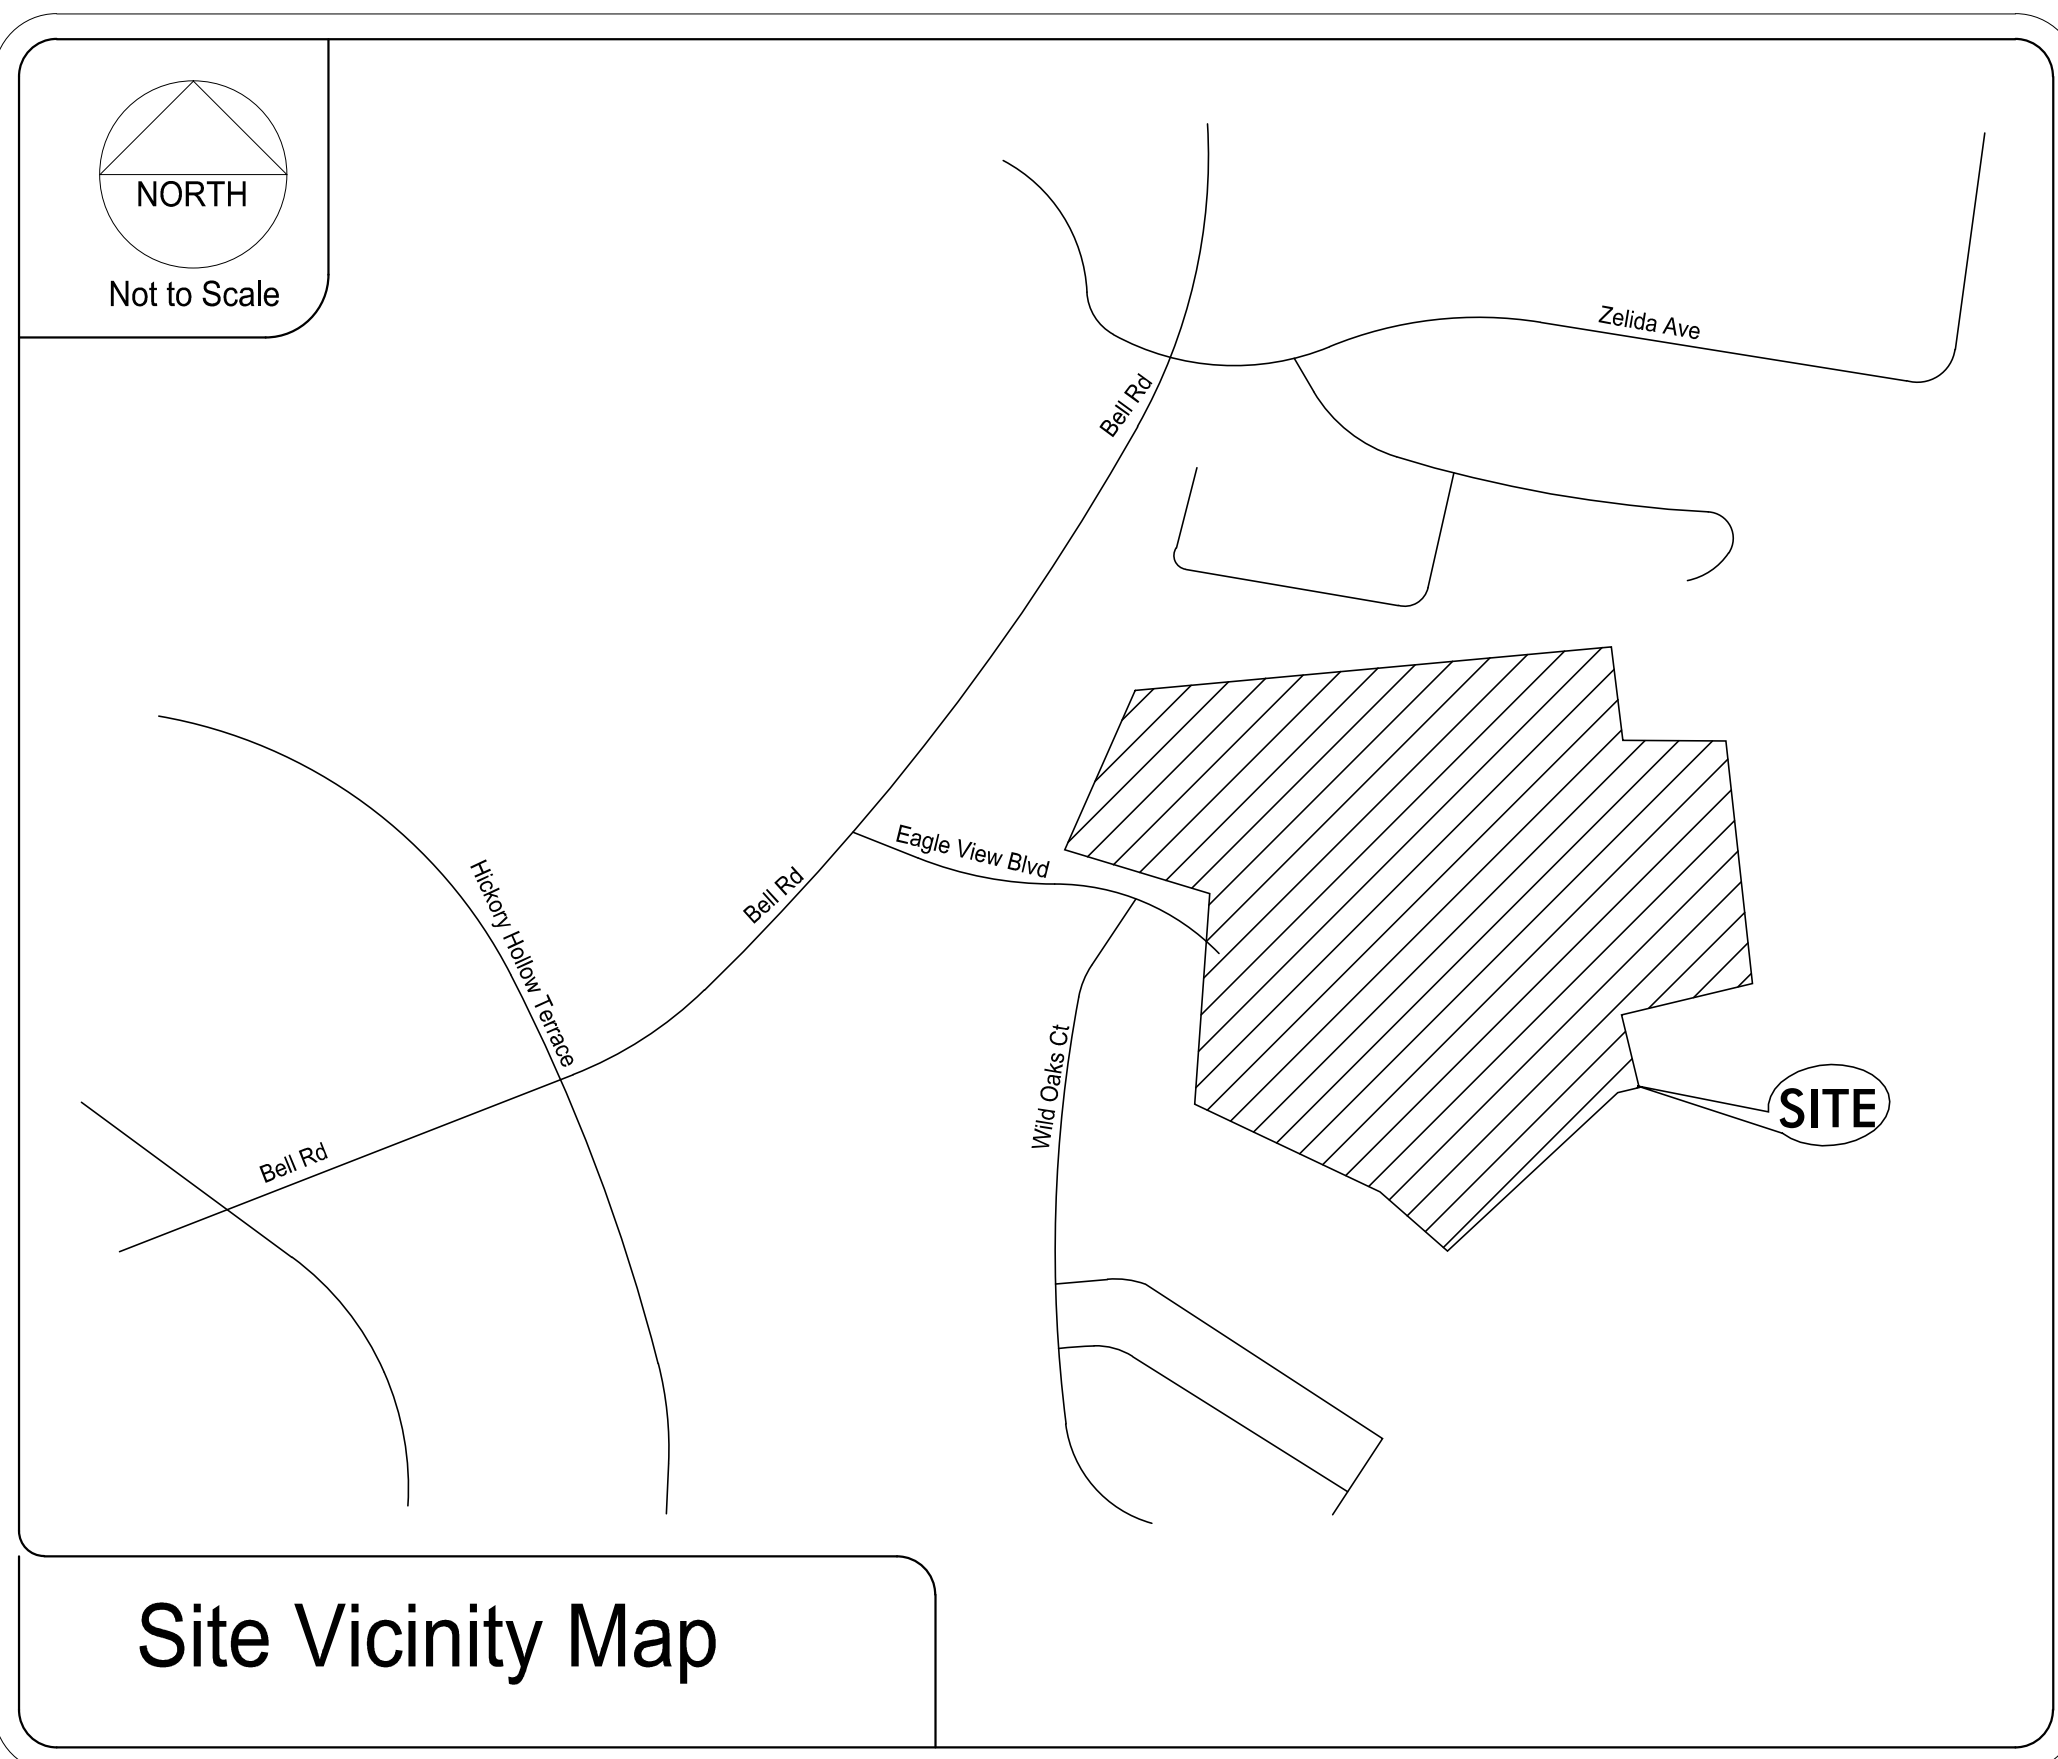 NORTH
Not to Scale
Zelida Ave
Bell Rd
Eagle View Blvd
Bell Rd
Hickory Hollow Terrace
Wild Oaks Ct
SITE
Bell Rd
Site Vicinity Map